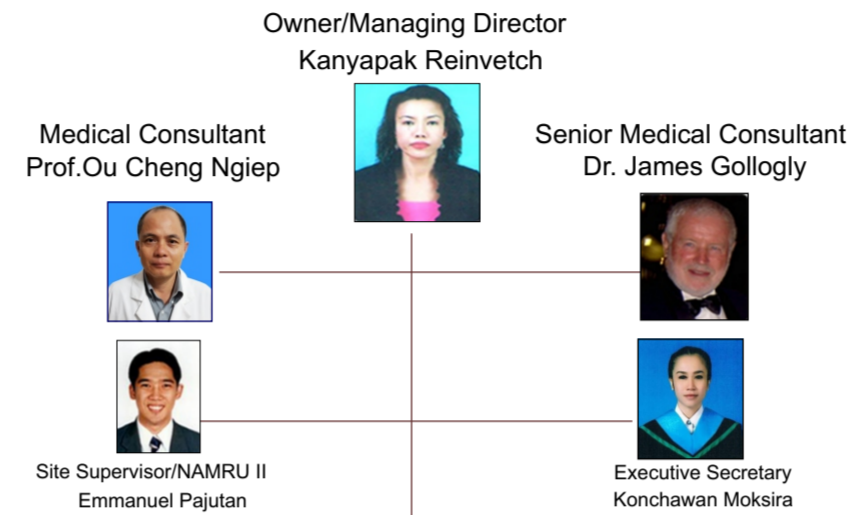 Owner/Managing Director
Kanyapak Reinvetch
Medical Consultant
Prof.Ou Cheng Ngiep
Senior Medical Consultant
Dr. James Gollogly
Site Supervisor/NAMRU II
Emmanuel Pajutan
Executive Secretary
Konchawan Moksira